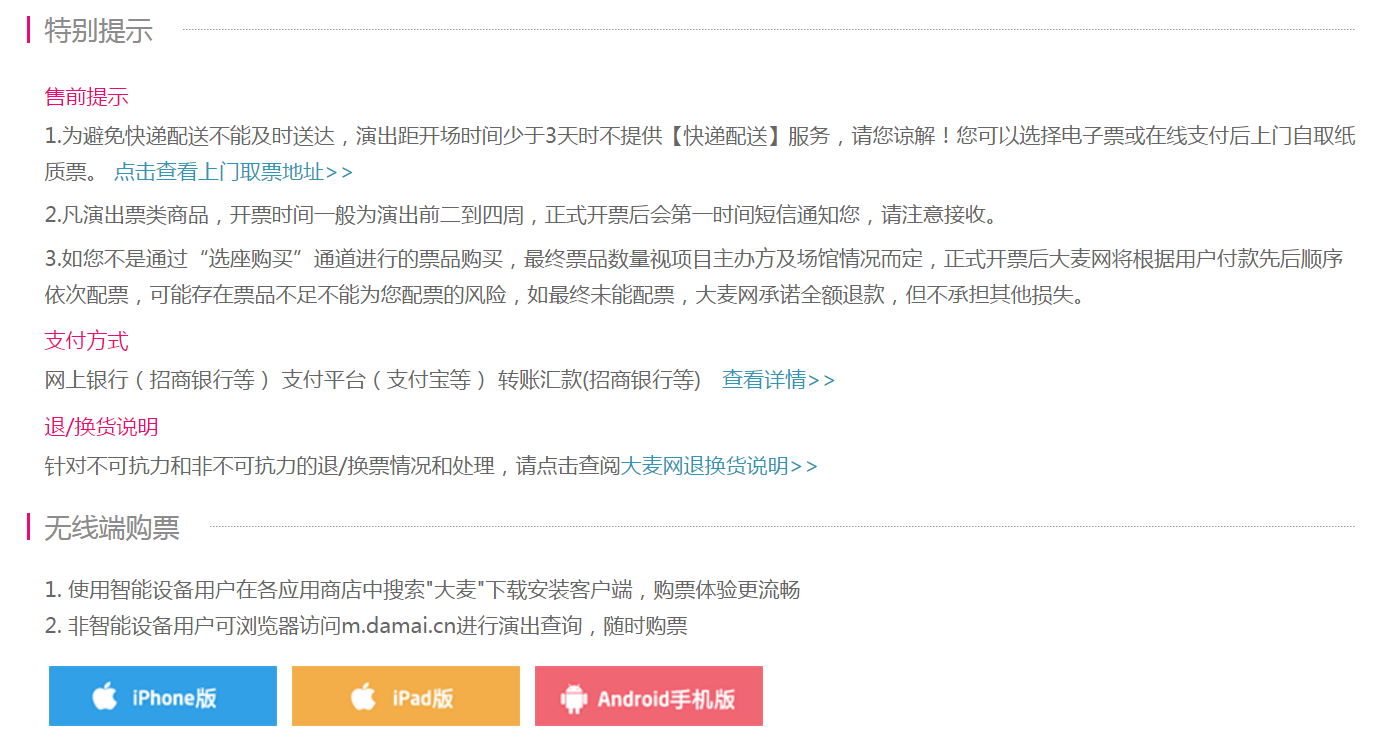 特别提示
售前提示
1.为避免快递配送不能及时送达，演出距开场时间少于3天时不提供【快递配送】服务，请您谅解！您可以选择电子票或在线支付后上门自取纸
质票。 点击查看上门取票地址>>
2.凡演出票类商品，开票时间一般为演出前二到四周，正式开票后会第一时间短信通知您，请注意接收。
3.如您不是通过“选座购买”通道进行的票品购买，最终票品数量视项目主办方及场馆情况而定，正式开票后大麦网将根据用户付款先后顺序
依次配票，可能存在票品不足不能为您配票的风险，如最终未能配票，大麦网承诺全额退款，但不承担其他损失。
支付方式
网上银行（招商银行等） 支付平台（支付宝等） 转账汇款(招商银行等) 查看详情>>
退/换货说明
针对不可抗力和非不可抗力的退/换票情况和处理，请点击查阅大麦网退换货说明>>
无线端购票
1. 使用智能设备用户在各应用商店中搜索"大麦"下载安装客户端，购票体验更流畅
2. 非智能设备用户可浏览器访问m.damai.cn进行演出查询，随时购票
iPhone版 iPad版 Android手机版